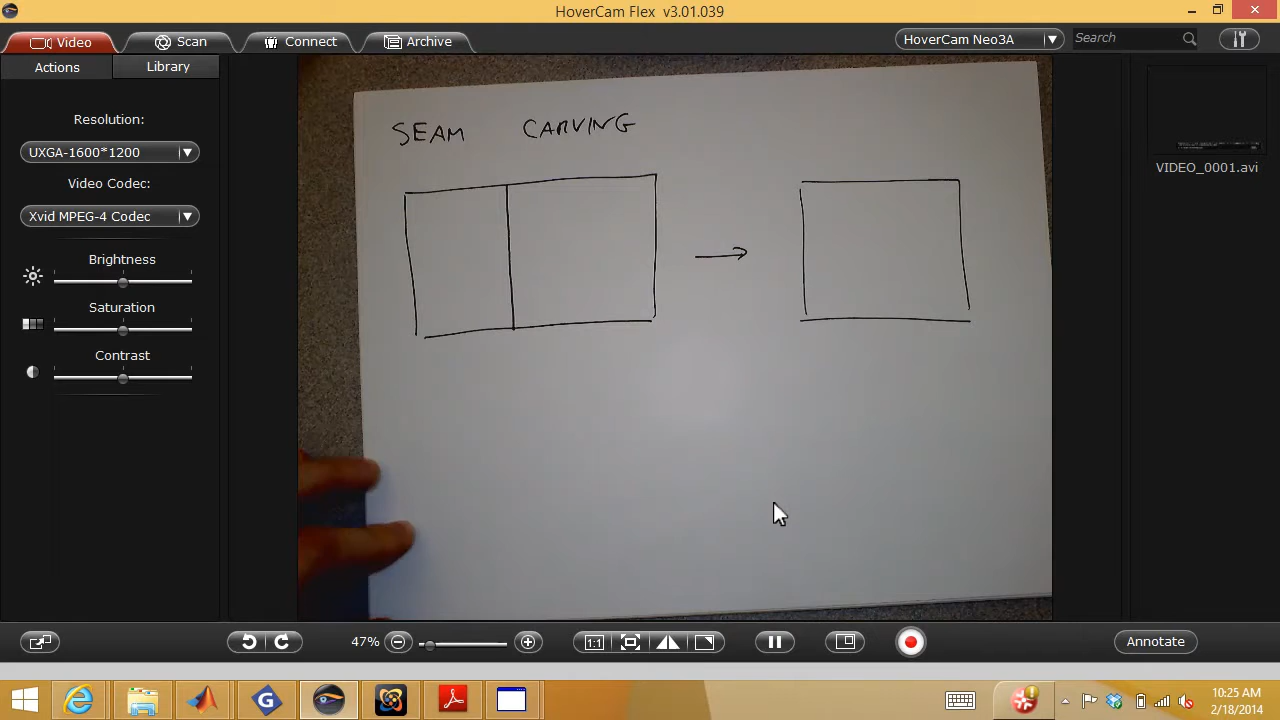 HoverCam Flex v3.01.039
Video
Scan
Connect
Archive
HoverCam Neo3A
Search
Actions
Library
Resolution:
UXGA-1600*1200
Video Codec:
Xvid MPEG-4 Codec
Brightness
Saturation
Contrast
SEAM CARVING
VIDEO_0001.avi
47%
1:1
Annotate
10:25 AM
2/18/2014